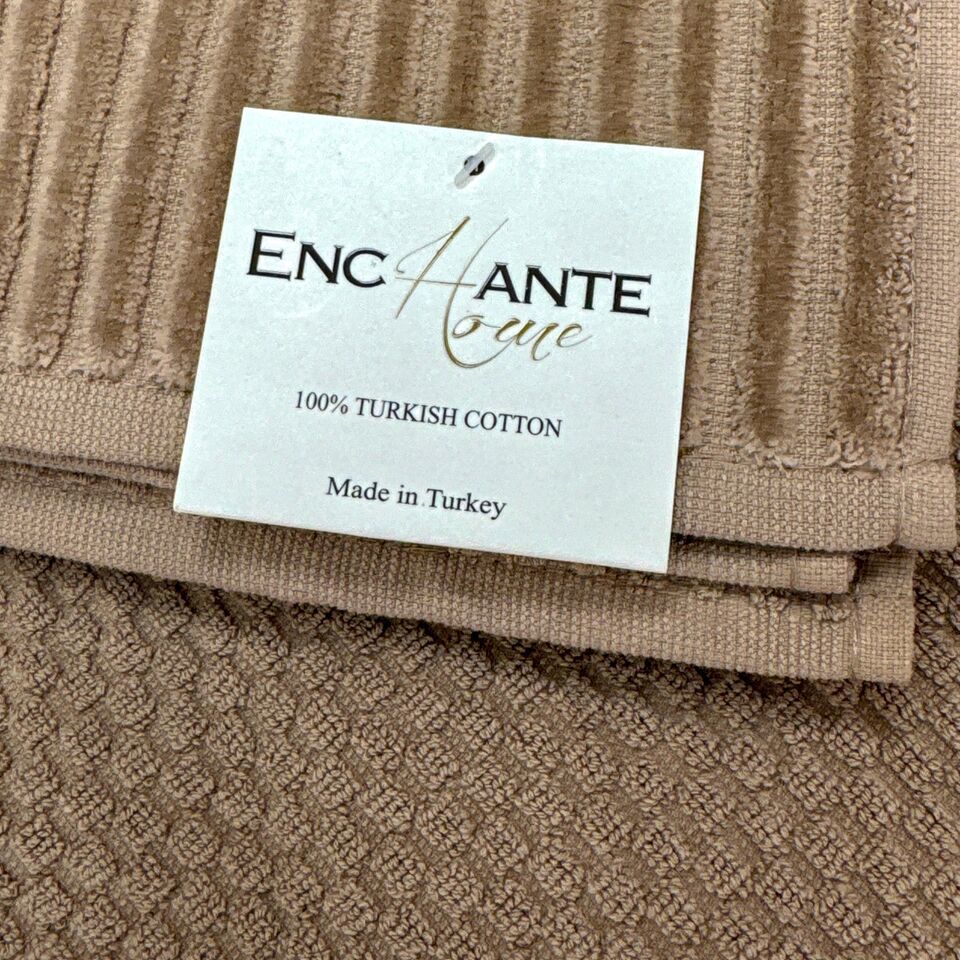 ENCHANTE
Home
100% TURKISH COTTON
Made in Turkey